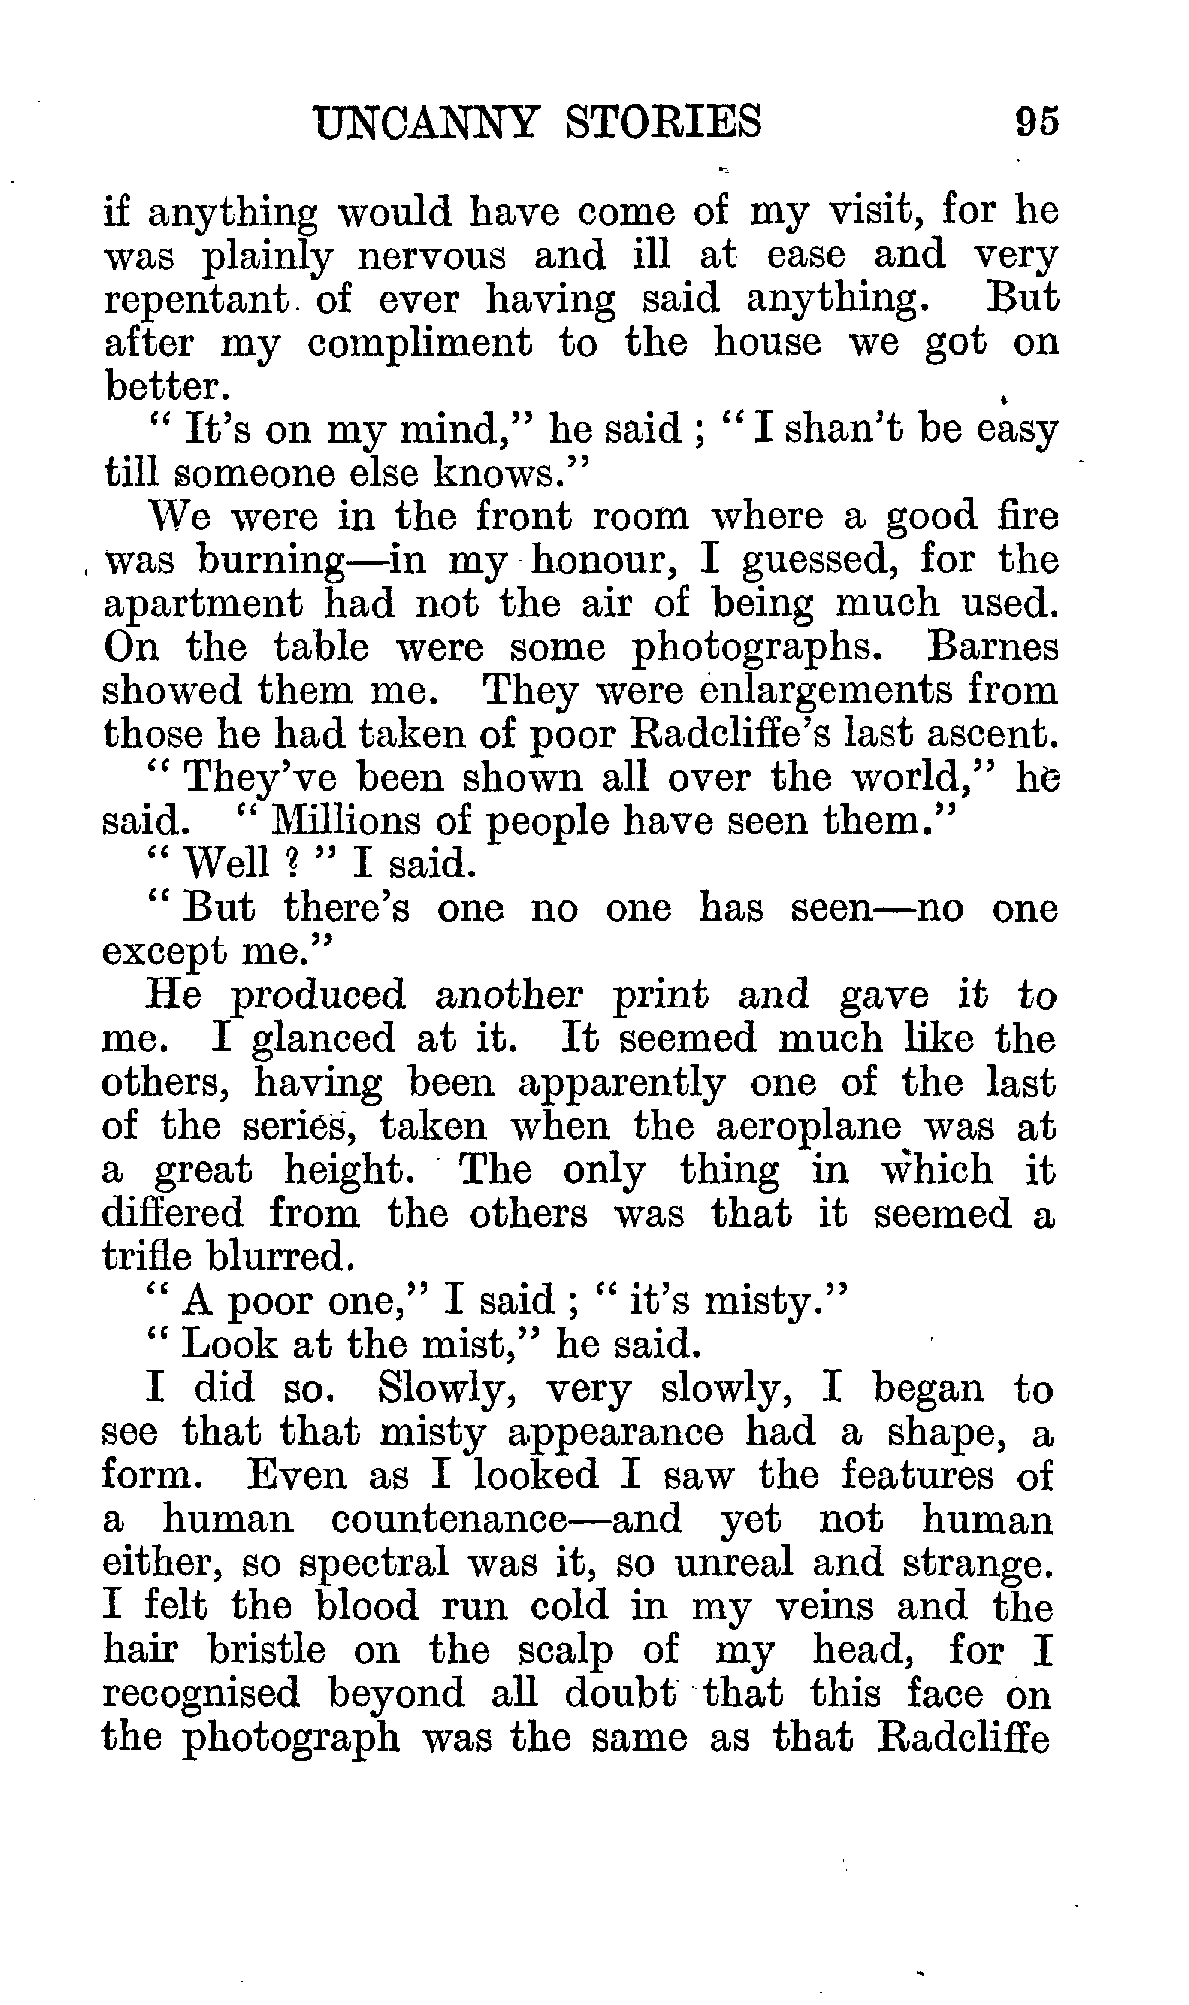 UNCANNY STORIES 95
if anything would have come of my visit, for he
was plainly nervous and ill at ease and very
repentant of ever having said anything. But
after my compliment to the house we got on
better.
“ It’s on my mind,” he said ; “ I shan’t be easy
till someone else knows.”
We were in the front room where a good fire
was burning—in my honour, I guessed, for the
apartment had not the air of being much used.
On the table were some photographs. Barnes
showed them me. They were enlargements from
those he had taken of poor Radcliffe’s last ascent.
“ They’ve been shown all over the world,” he
said. “ Millions of people have seen them.”
“ Well ? ” I said.
“ But there’s one no one has seen—no one
except me.”
He produced another print and gave it to
me. I glanced at it. It seemed much like the
others, having been apparently one of the last
of the series, taken when the aeroplane was at
a great height. The only thing in which it
differed from the others was that it seemed a
trifle blurred.
“ A poor one,” I said ; “ it’s misty.”
“ Look at the mist,” he said.
I did so. Slowly, very slowly, I began to
see that that misty appearance had a shape, a
form. Even as I looked I saw the features of
a human countenance—and yet not human
either, so spectral was it, so unreal and strange.
I felt the blood run cold in my veins and the
hair bristle on the scalp of my head, for I
recognised beyond all doubt that this face on
the photograph was the same as that Radcliffe